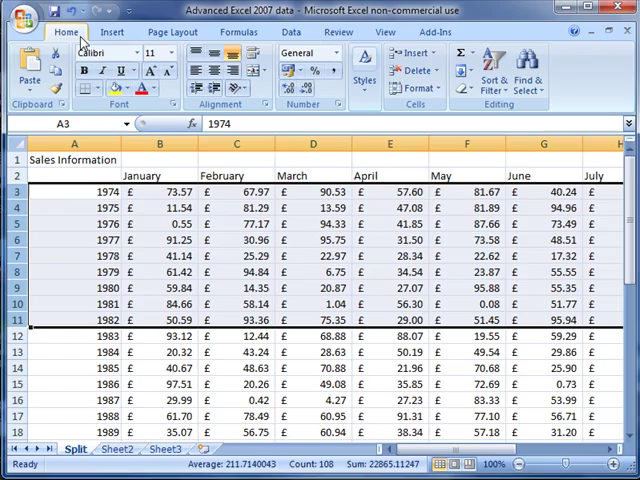 Advanced Excel 2007 data - Microsoft Excel non-commercial use
Home Insert Page Layout Formulas Data Review View Add-Ins
Calibri 11 General Insert Σ
Paste B I U A A Styles Delete Sort & Find &
A % , Format Filter Select
Clipboard Font Alignment Number Cells Editing
A3 fx 1974
A B C D E F G H
1 Sales Information
2 January February March April May June July
3 1974 £ 73.57 £ 67.97 £ 90.53 £ 57.60 £ 81.67 £ 40.24 £
4 1975 £ 11.54 £ 81.29 £ 13.59 £ 47.08 £ 81.89 £ 94.96 £
5 1976 £ 0.55 £ 77.17 £ 94.33 £ 41.85 £ 87.66 £ 73.49 £
6 1977 £ 91.25 £ 30.96 £ 95.75 £ 31.50 £ 73.58 £ 48.51 £
7 1978 £ 41.14 £ 25.29 £ 22.97 £ 28.34 £ 22.62 £ 17.32 £
8 1979 £ 61.42 £ 94.84 £ 6.75 £ 34.54 £ 23.87 £ 55.55 £
9 1980 £ 59.84 £ 14.35 £ 20.87 £ 27.07 £ 95.88 £ 55.35 £
10 1981 £ 84.66 £ 58.14 £ 1.04 £ 56.30 £ 0.08 £ 51.77 £
11 1982 £ 50.59 £ 93.36 £ 75.35 £ 29.00 £ 51.45 £ 95.94 £
12 1983 £ 93.12 £ 12.44 £ 68.88 £ 88.07 £ 19.55 £ 59.29 £
13 1984 £ 20.32 £ 43.24 £ 28.63 £ 50.19 £ 49.54 £ 29.86 £
14 1985 £ 40.67 £ 48.63 £ 70.88 £ 21.96 £ 70.68 £ 25.90 £
15 1986 £ 97.51 £ 20.26 £ 49.08 £ 35.85 £ 72.69 £ 0.73 £
16 1987 £ 29.99 £ 0.42 £ 4.27 £ 27.23 £ 83.33 £ 53.99 £
17 1988 £ 61.70 £ 78.49 £ 60.95 £ 91.31 £ 77.10 £ 56.71 £
18 1989 £ 35.07 £ 56.75 £ 60.94 £ 38.34 £ 57.18 £ 31.20 £
Split Sheet2 Sheet3
Ready Average: 211.7140043 Count: 108 Sum: 22865.11247 100%